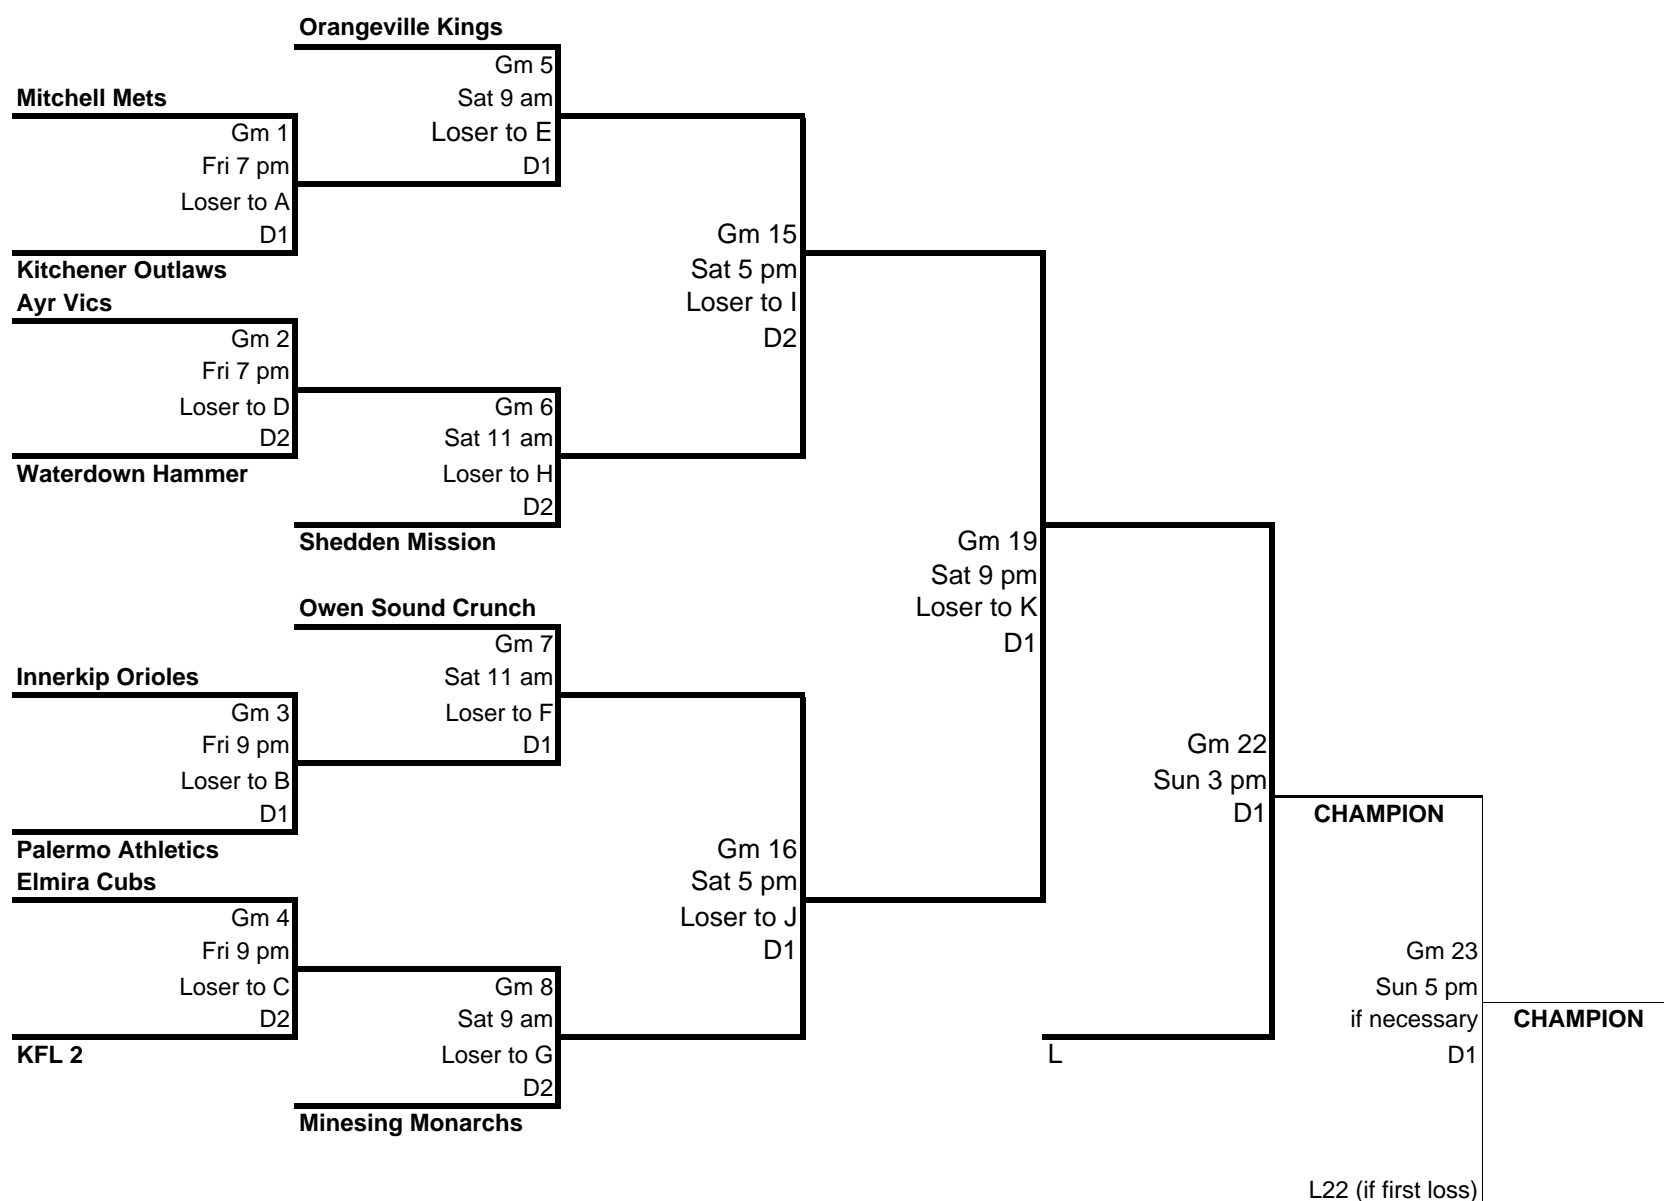 Orangeville Kings
Gm 5
Sat 9 am
Loser to E
D1
Mitchell Mets
Gm 1
Fri 7 pm
Loser to A
D1
Kitchener Outlaws
Ayr Vics
Gm 2
Fri 7 pm
Loser to D
D2
Waterdown Hammer
Gm 6
Sat 11 am
Loser to H
D2
Shedden Mission
Gm 15
Sat 5 pm
Loser to I
D2
Owen Sound Crunch
Gm 7
Sat 11 am
Loser to F
D1
Innerkip Orioles
Gm 3
Fri 9 pm
Loser to B
D1
Palermo Athletics
Elmira Cubs
Gm 4
Fri 9 pm
Loser to C
D2
KFL 2
Gm 8
Sat 9 am
Loser to G
D2
Minesing Monarchs
Gm 16
Sat 5 pm
Loser to J
D1
Gm 19
Sat 9 pm
Loser to K
D1
Gm 22
Sun 3 pm
D1
L
CHAMPION
Gm 23
Sun 5 pm
if necessary
D1
CHAMPION
L22 (if first loss)